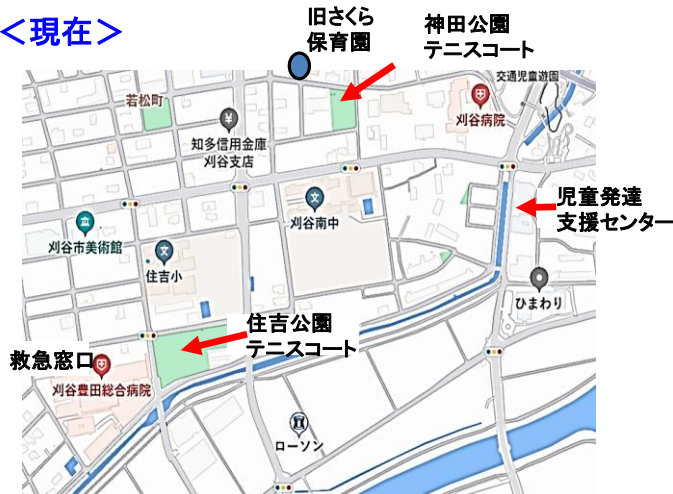 ＜現在＞
旧さくら
保育園
神田公園
テニスコート
交通児童遊園
若松町
刈谷病院
知多信用金庫
刈谷支店
児童発達
支援センター
刈谷南中
刈谷市美術館
住吉小
ひまわり
住吉公園
テニスコート
救急窓口
刈谷豊田総合病院
ローソン